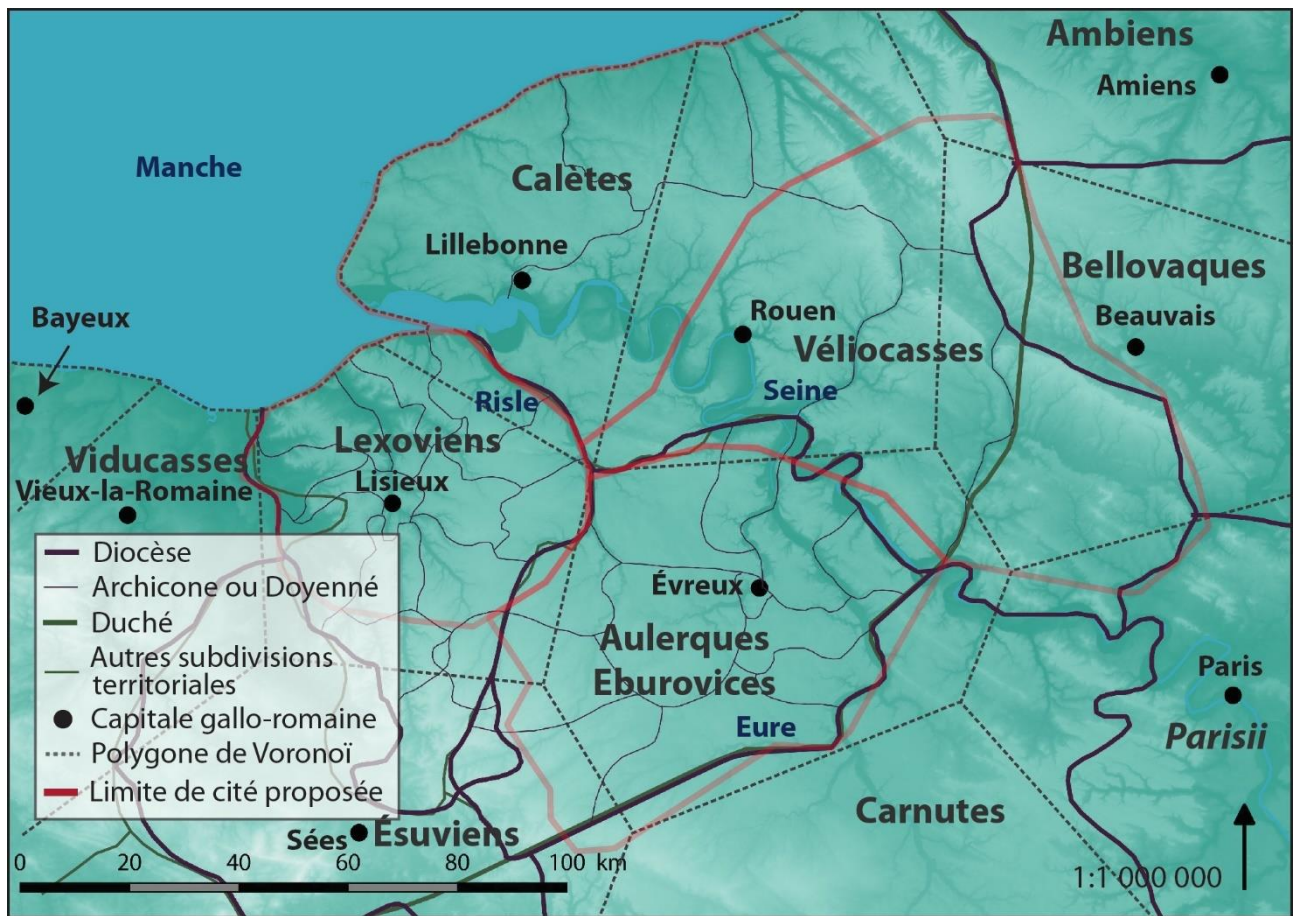 Ambiens
Amiens
Manche
Calètes
Lillebonne
Bellovaques
Beauvais
Bayeux
Rouen
Véliocasses
Seine
Risle
Lexoviens
Lisieux
Viducasses
Vieux-la-Romaine
Évreux
Aulerques
Eburovices
Eure
Paris
Parisii
Carnutes
Diocèse
Archicone ou Doyenné
Duché
Autres subdivisions
territoriales
Capitale gallo-romaine
Polygone de Voronoï
Limite de cité proposée
Sées
Ésuviens
0 20 40 60 80 100 km
1:1 000 000